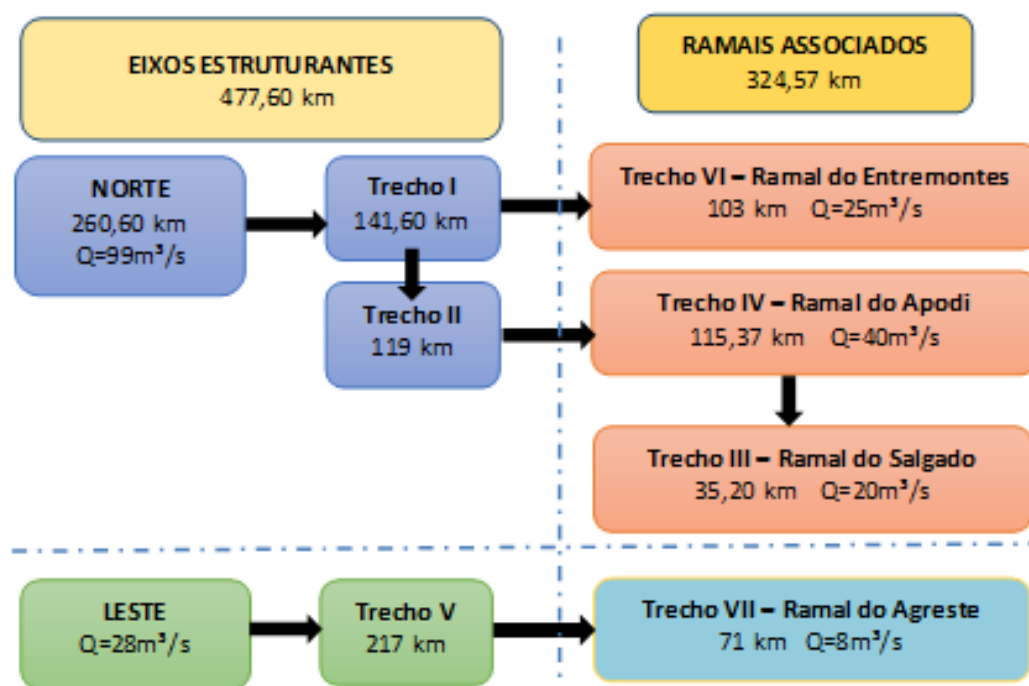 EIXOS ESTRUTURANTES
477,60 km
RAMAIS ASSOCIADOS
324,57 km
NORTE
260,60 km
Q=99m³/s
Trecho I
141,60 km
Trecho VI – Ramal do Entremontes
103 km Q=25m³/s
Trecho II
119 km
Trecho IV – Ramal do Apodi
115,37 km Q=40m³/s
Trecho III – Ramal do Salgado
35,20 km Q=20m³/s
LESTE
Q=28m³/s
Trecho V
217 km
Trecho VII – Ramal do Agreste
71 km Q=8m³/s